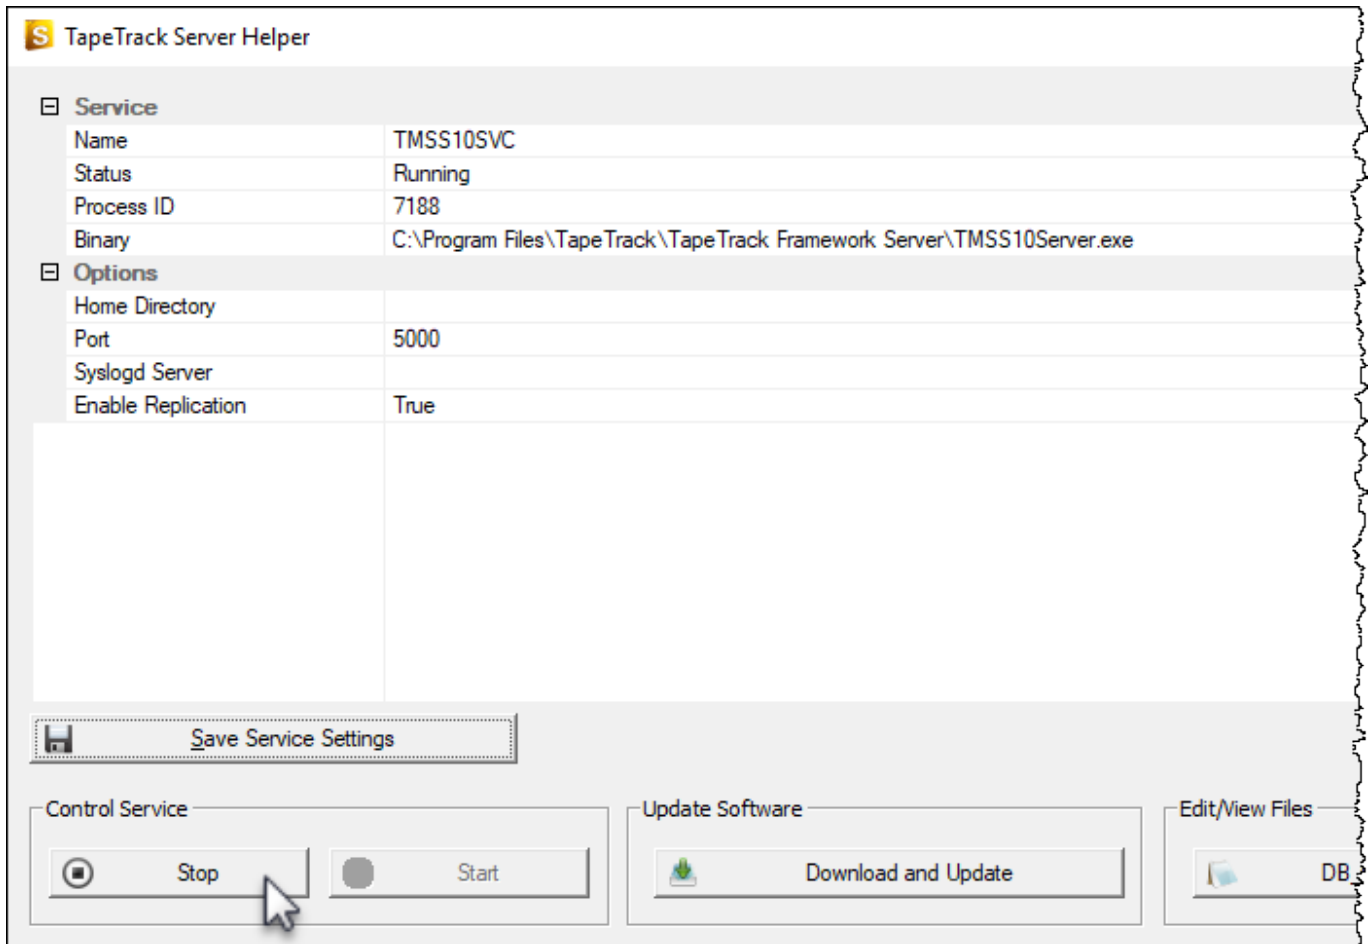 S TapeTrack Server Helper
Service
Name TMSS10SVC
Status Running
Process ID 7188
Binary C:\Program Files\TapeTrack\TapeTrack Framework Server\TMSS10Server.exe
Options
Home Directory
Port 5000
Syslogd Server
Enable Replication True
Save Service Settings
Control Service Update Software Edit/View Files
Stop Start Download and Update DB